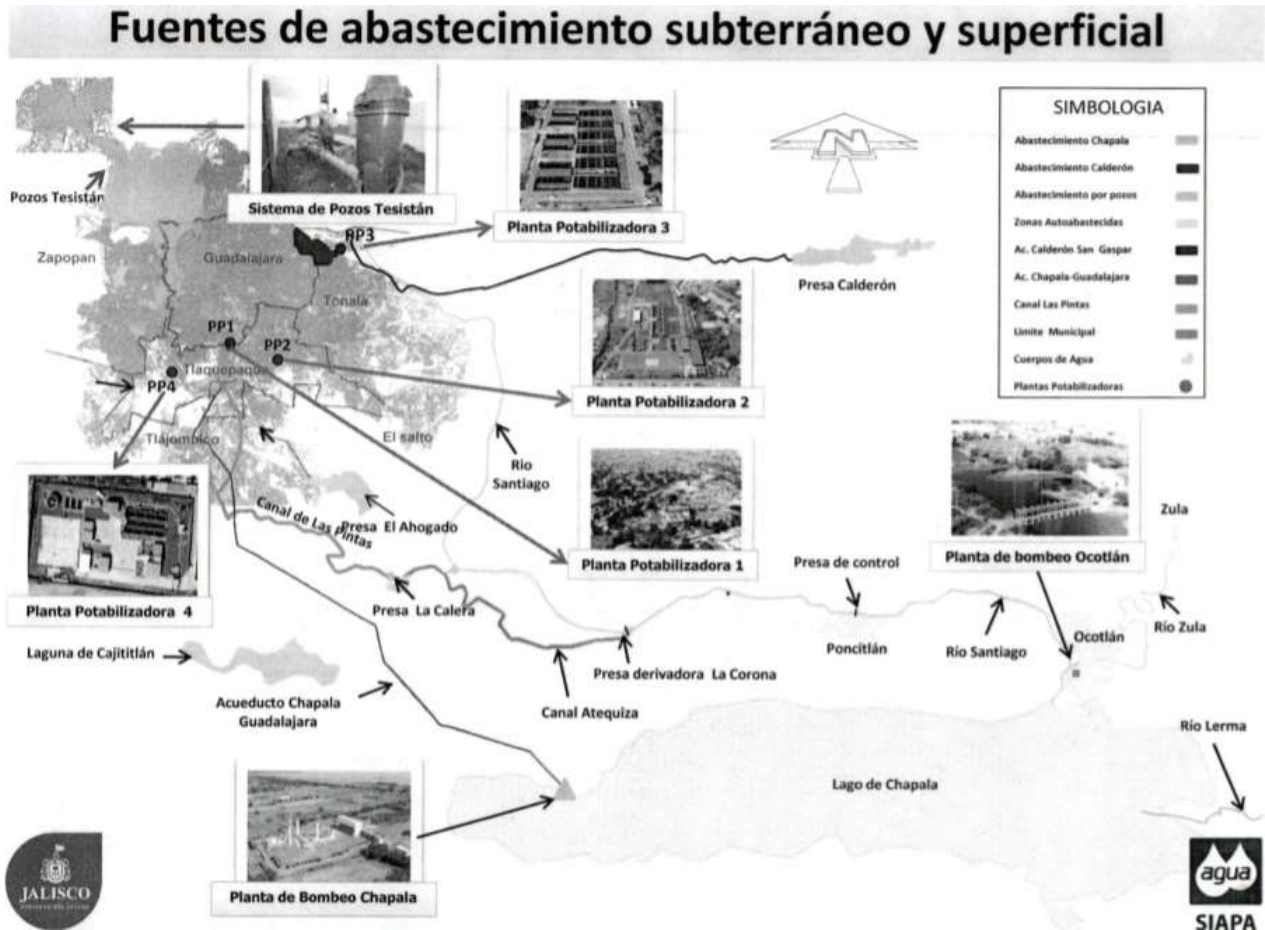 Fuentes de abastecimiento subterráneo y superficial
SIMBOLOGIA
Abastecimiento Chapala
Abastecimiento Calderón
Abastecimiento por pozos
Zonas Autoabastecidas
Ac. Calderón San Gaspar
Ac. Chapala-Guadalajara
Canal Las Pintas
Limite Municipal
Cuerpos de Agua
Plantas Potabilizadoras
N
Pozos Tesistán
Sistema de Pozos Tesistán
Planta Potabilizadora 3
PP3
Zapopan
Guadalajara
Tonala
Presa Calderón
PP1
PP2
Tlaquepaque
PP4
Planta Potabilizadora 2
Tlajomulco
El salto
Rio
Santiago
Canal de Las Pintas
Presa El Ahogado
Planta Potabilizadora 1
Planta Potabilizadora 4
Presa La Calera
Presa de control
Planta de bombeo Ocotlán
Zula
Río Zula
Ocotlán
Río Santiago
Poncitlán
Presa derivadora La Corona
Canal Atequiza
Laguna de Cajititlán
Acueducto Chapala
Guadalajara
Río Lerma
Lago de Chapala
Planta de Bombeo Chapala
JALISCO
agua
SIAPA